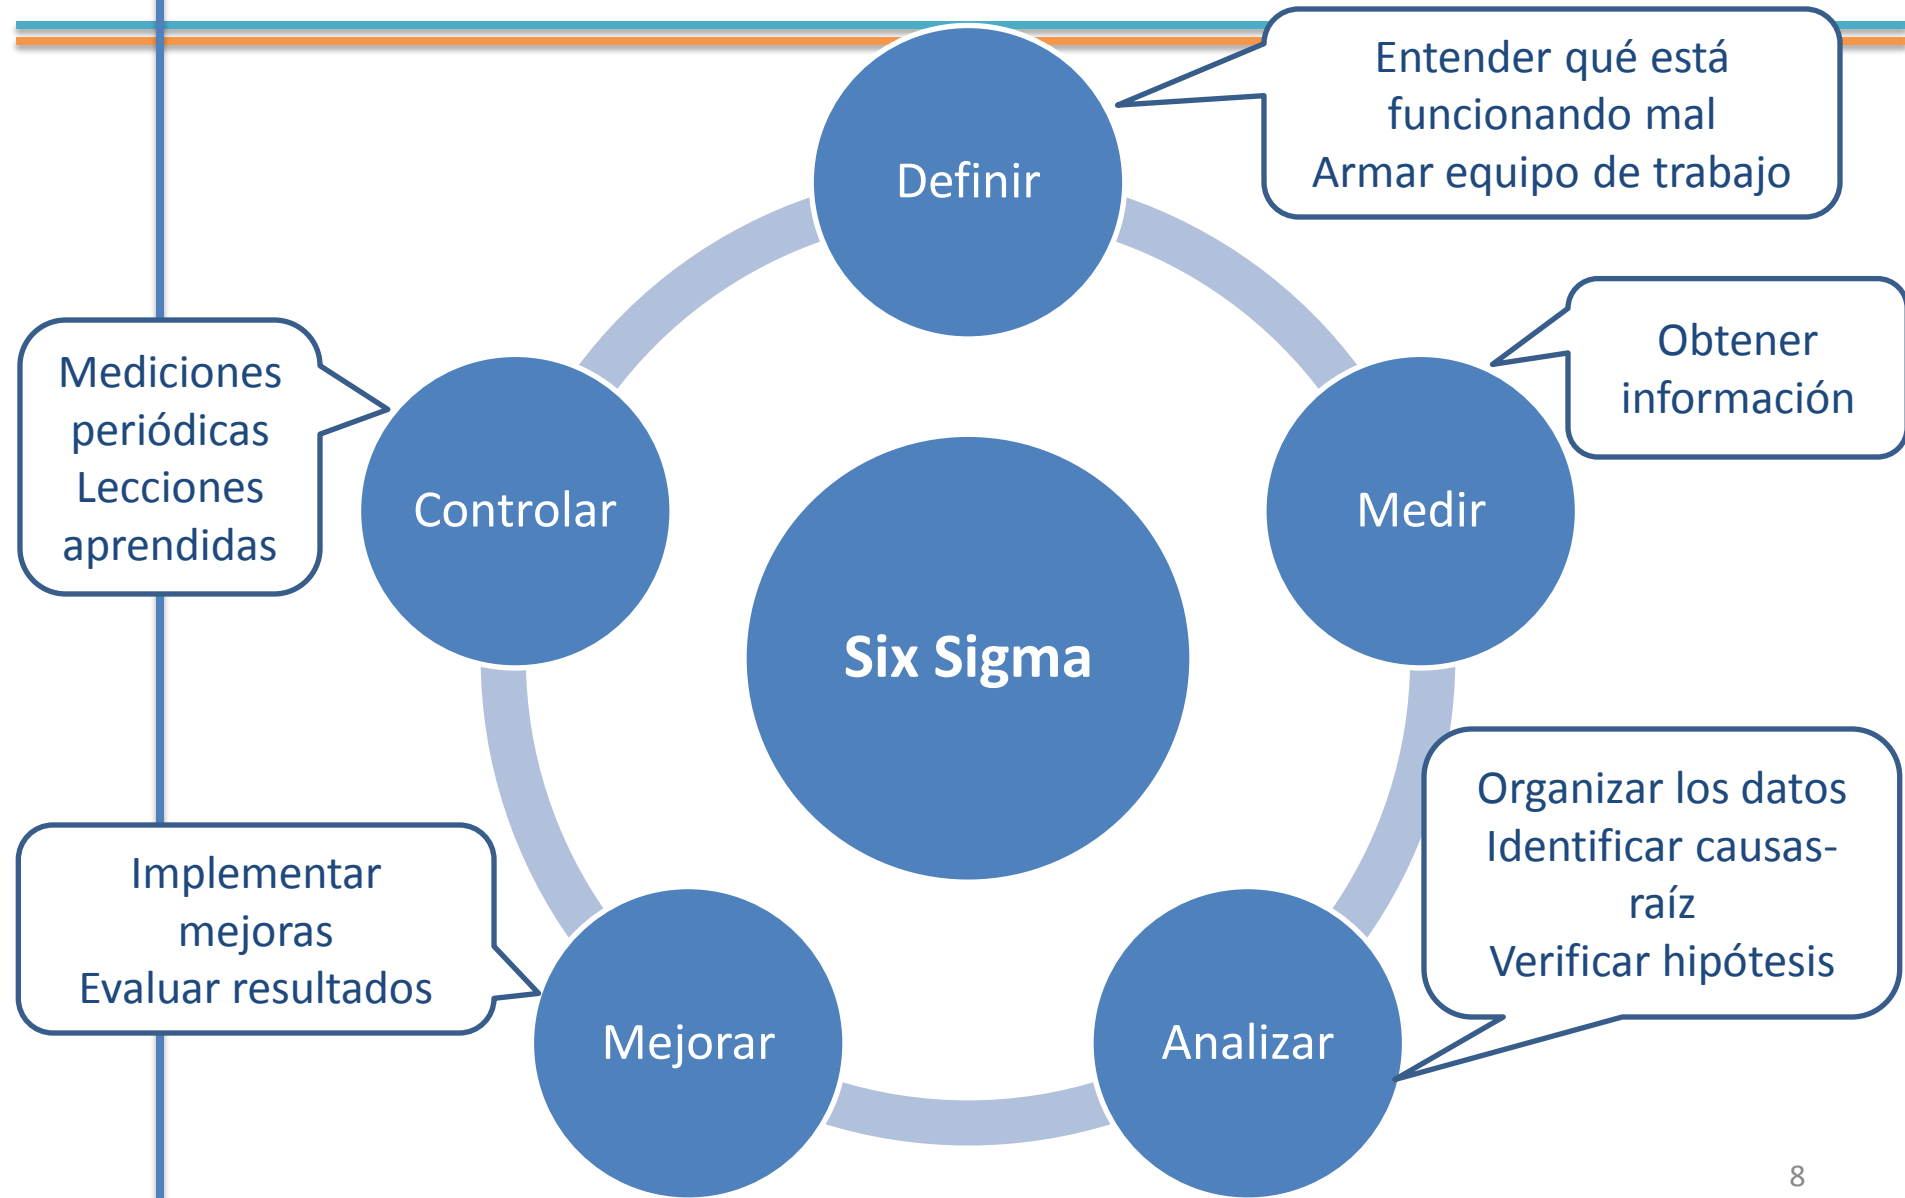 Entender qué está
funcionando mal
Armar equipo de trabajo
Definir
Obtener
información
Medir
Mediciones
periódicas
Lecciones
aprendidas
Controlar
Six Sigma
Organizar los datos
Identificar causas-
raíz
Verificar hipótesis
Analizar
Implementar
mejoras
Evaluar resultados
Mejorar
8